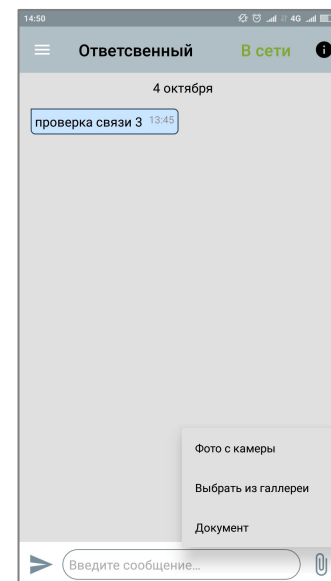 14:50 4G
Ответсвенный В сети
4 октября
проверка связи 3 13:45
Фото с камеры
Выбрать из галлереи
Документ
Введите сообщение...